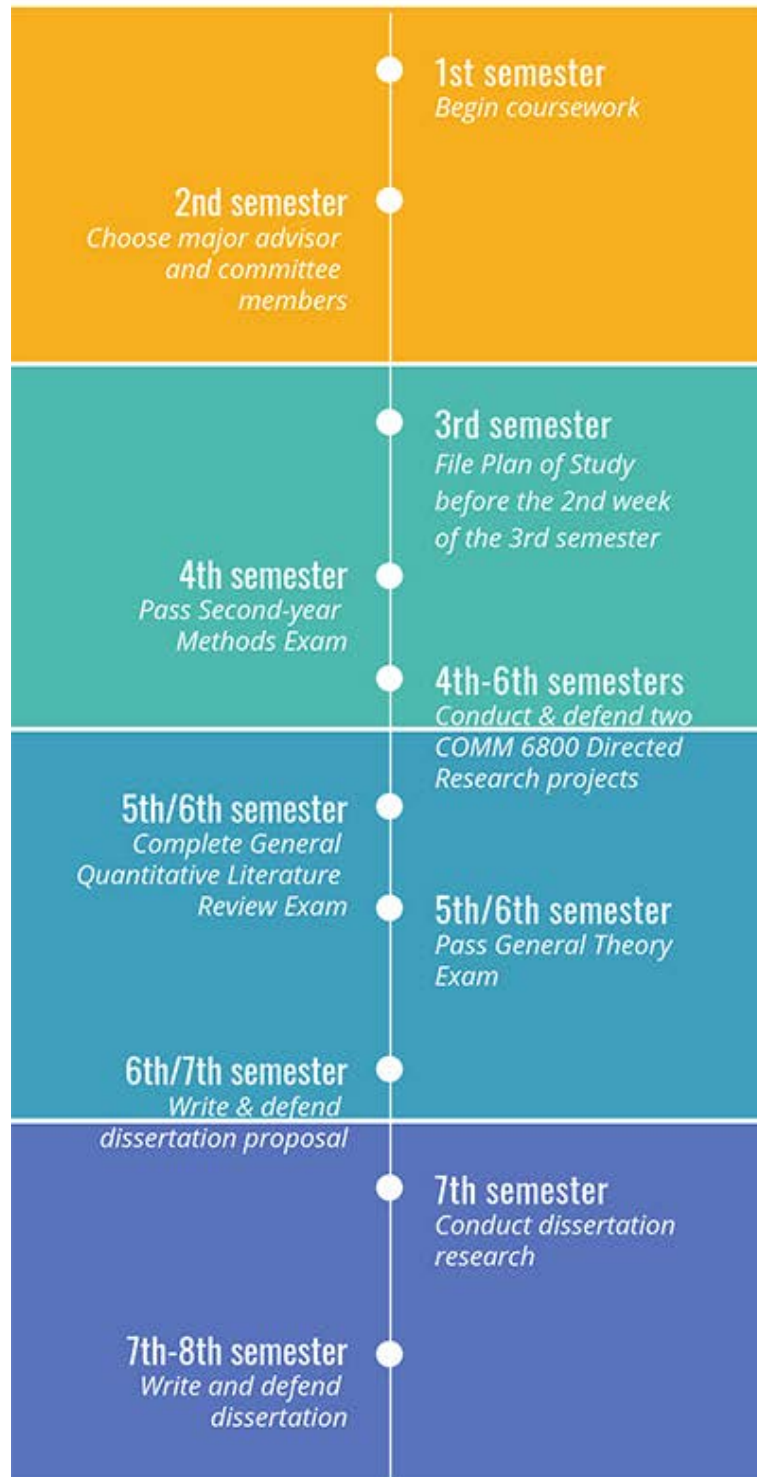 1st semester
Begin coursework
2nd semester
Choose major advisor
and committee
members
3rd semester
File Plan of Study
before the 2nd week
of the 3rd semester
4th semester
Pass Second-year
Methods Exam
4th-6th semesters
Conduct & defend two
COMM 6800 Directed
Research projects
5th/6th semester
Complete General
Quantitative Literature
Review Exam
5th/6th semester
Pass General Theory
Exam
6th/7th semester
Write & defend
dissertation proposal
7th semester
Conduct dissertation
research
7th-8th semester
Write and defend
dissertation